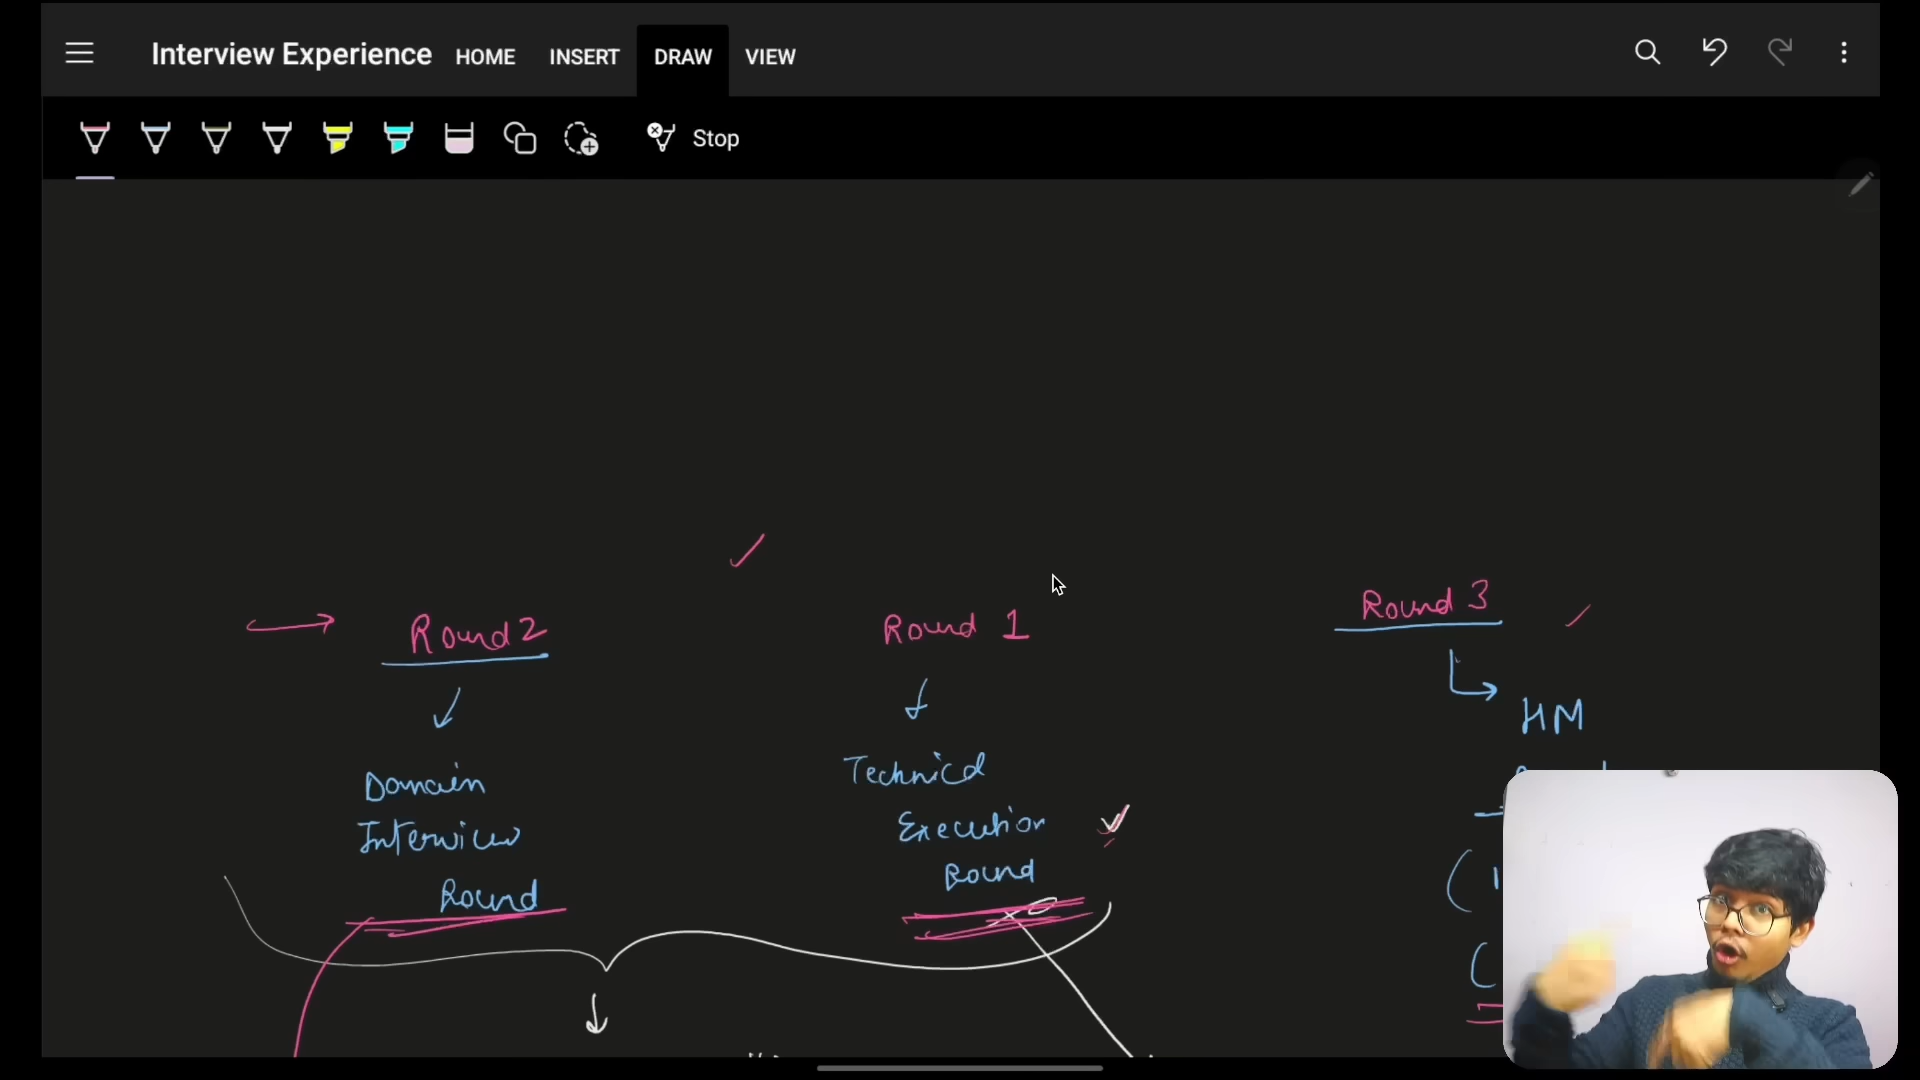 Interview Experience HOME INSERT DRAW VIEW
Stop
Round 2
Domain
Interview
Round
Round 1
Technical
Execution
Round
Round 3
HM